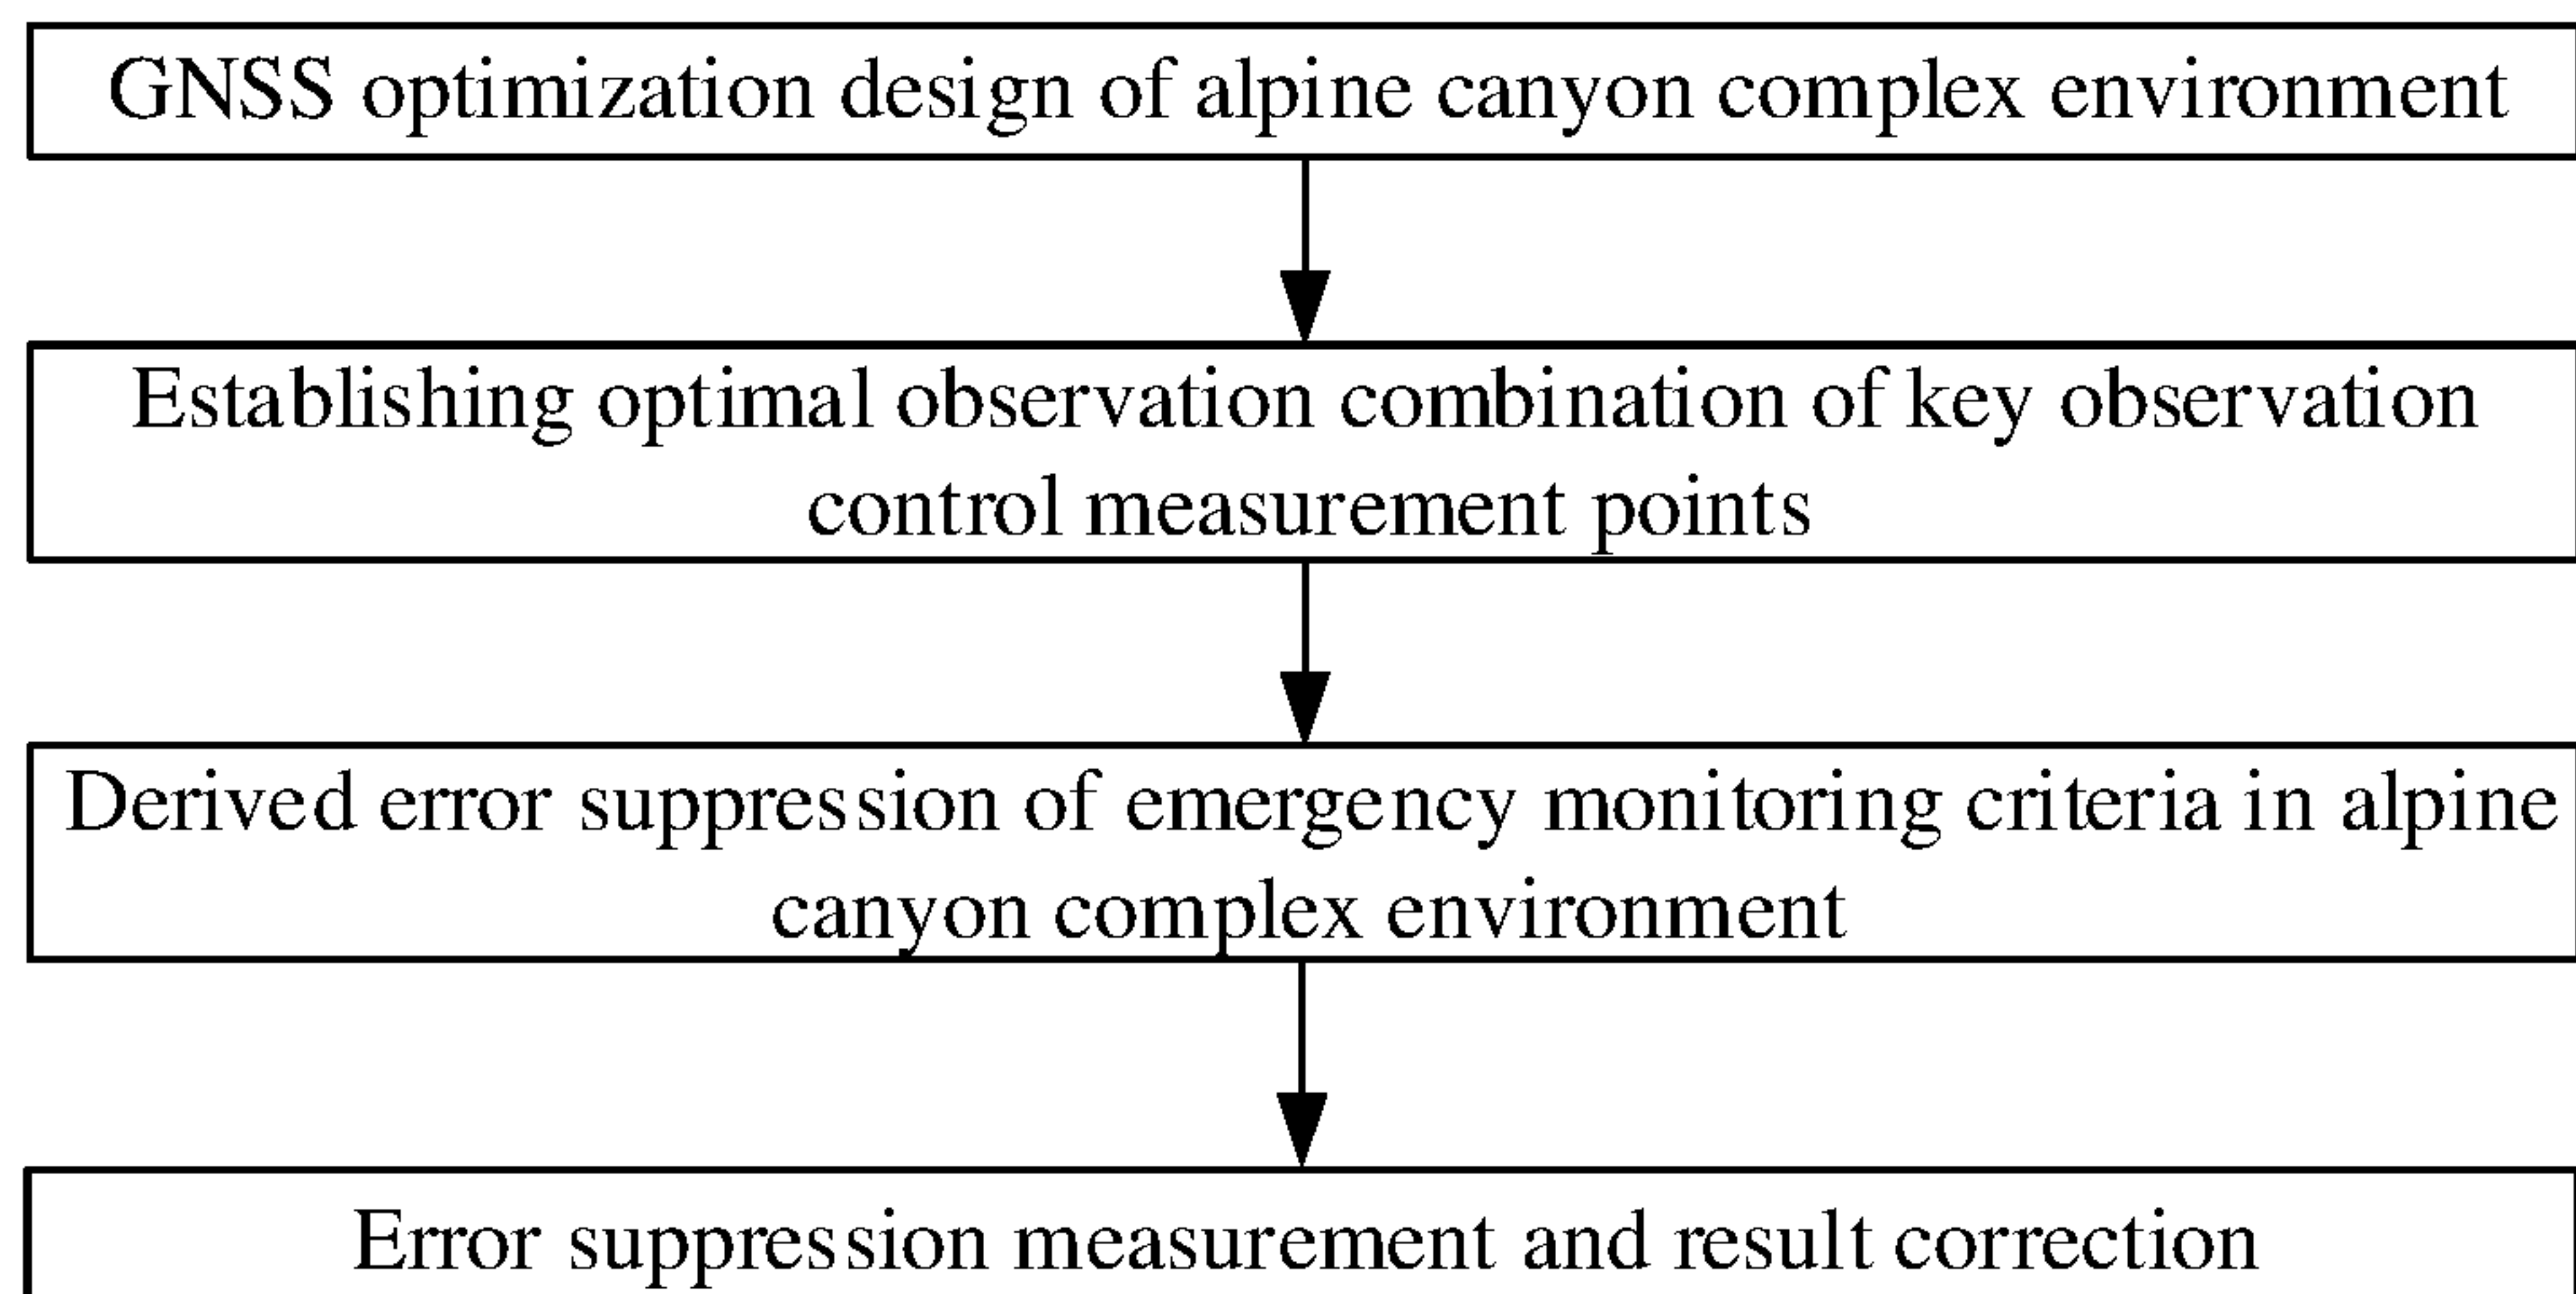 GNSS optimization design of alpine canyon complex environment
Establishing optimal observation combination of key observation
control measurement points
Derived error suppression of emergency monitoring criteria in alpine
canyon complex environment
Error suppression measurement and result correction